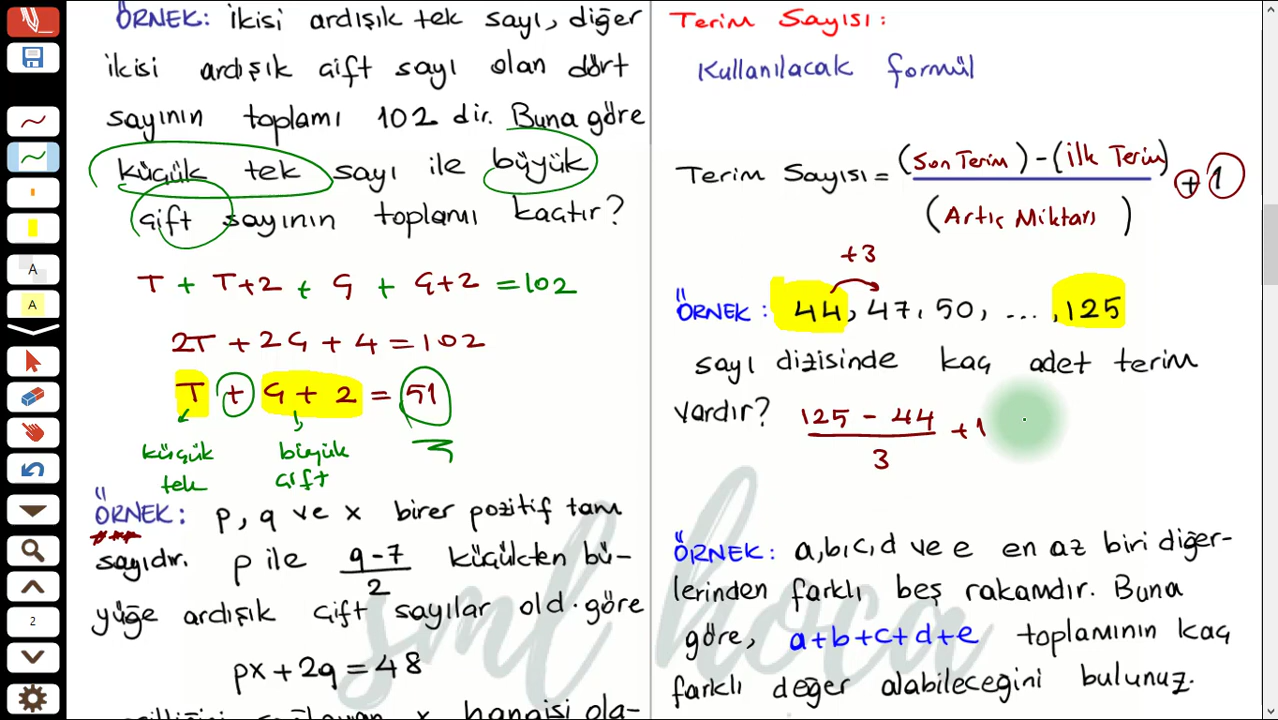 ÖRNEK: İkisi ardışık tek sayı, diğer
ikisi ardışık çift sayı olan dört
sayının toplamı 102 dir. Buna göre
küçük tek sayı ile büyük
çift sayının toplamı kaçtır?
T + T+2 + Ç + Ç+2 = 102
2T + 2Ç + 4 = 102
T + Ç + 2 = 51
küçük tek
büyük çift
ÖRNEK: p, q ve x birer pozitif tam
sayıdır. p ile (q-7)/2 küçükten bü-
yüğe ardışık çift sayılar old. göre
px + 2q = 48
x hangisi ola-
Terim Sayısı:
Kullanılacak formül
Terim Sayısı = (Son Terim) - (İlk Terim) / (Artış Miktarı) + 1
+3
ÖRNEK: 44, 47, 50, ..., 125
sayı dizisinde kaç adet terim
vardır? (125 - 44)/3 + 1
ÖRNEK: a,b,c,d ve e en az biri diğer-
lerinden farklı beş rakamdır. Buna
göre, a+b+c+d+e toplamının kaç
farklı değer alabileceğini bulunuz.
sml hoca
A
A
2